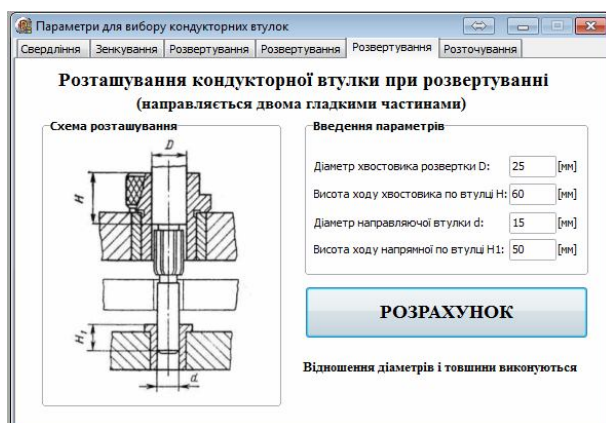 Параметри для вибору кондукторних втулок
Свердління Зенкування Розвертування Розвертування Розвертування Розточування
Розташування кондукторної втулки при розвертуванні
(направляється двома гладкими частинами)
Схема розташування
D
H
H₁
d
Введення параметрів
Діаметр хвостовика розвертки D: 25 [мм]
Висота ходу хвостовика по втулці H: 60 [мм]
Діаметр направляючої втулки d: 15 [мм]
Висота ходу напрямної по втулці H1: 50 [мм]
РОЗРАХУНОК
Відношення діаметрів і товшини виконуються